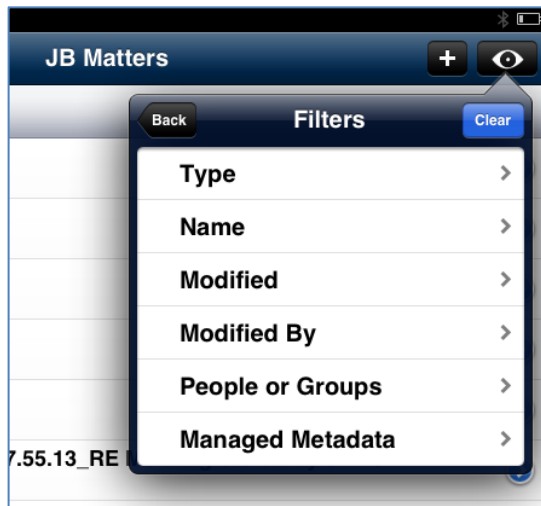 JB Matters
Back
Filters
Clear
Type
Name
Modified
Modified By
People or Groups
Managed Metadata
7.55.13_RE